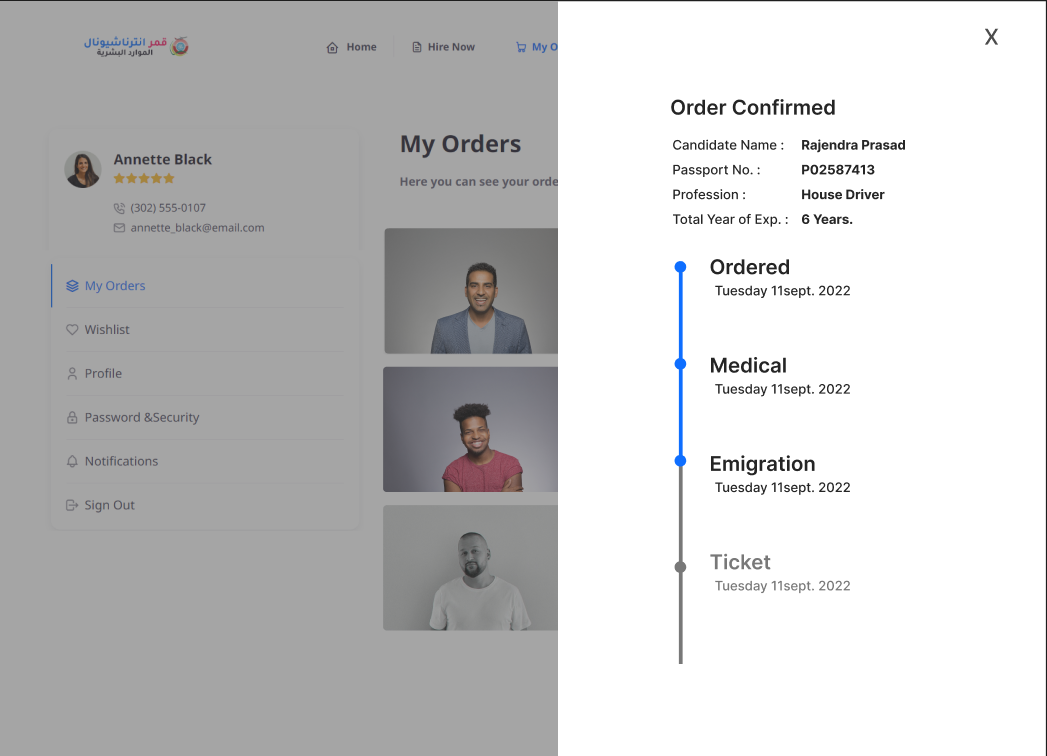 قمر انترناشيونال
الموارد البشرية
Home
Hire Now
My O
X
Annette Black
(302) 555-0107
annette_black@email.com
My Orders
Wishlist
Profile
Password &Security
Notifications
Sign Out
My Orders
Here you can see your orde
Order Confirmed
Candidate Name : Rajendra Prasad
Passport No. : P02587413
Profession : House Driver
Total Year of Exp. : 6 Years.
Ordered
Tuesday 11sept. 2022
Medical
Tuesday 11sept. 2022
Emigration
Tuesday 11sept. 2022
Ticket
Tuesday 11sept. 2022